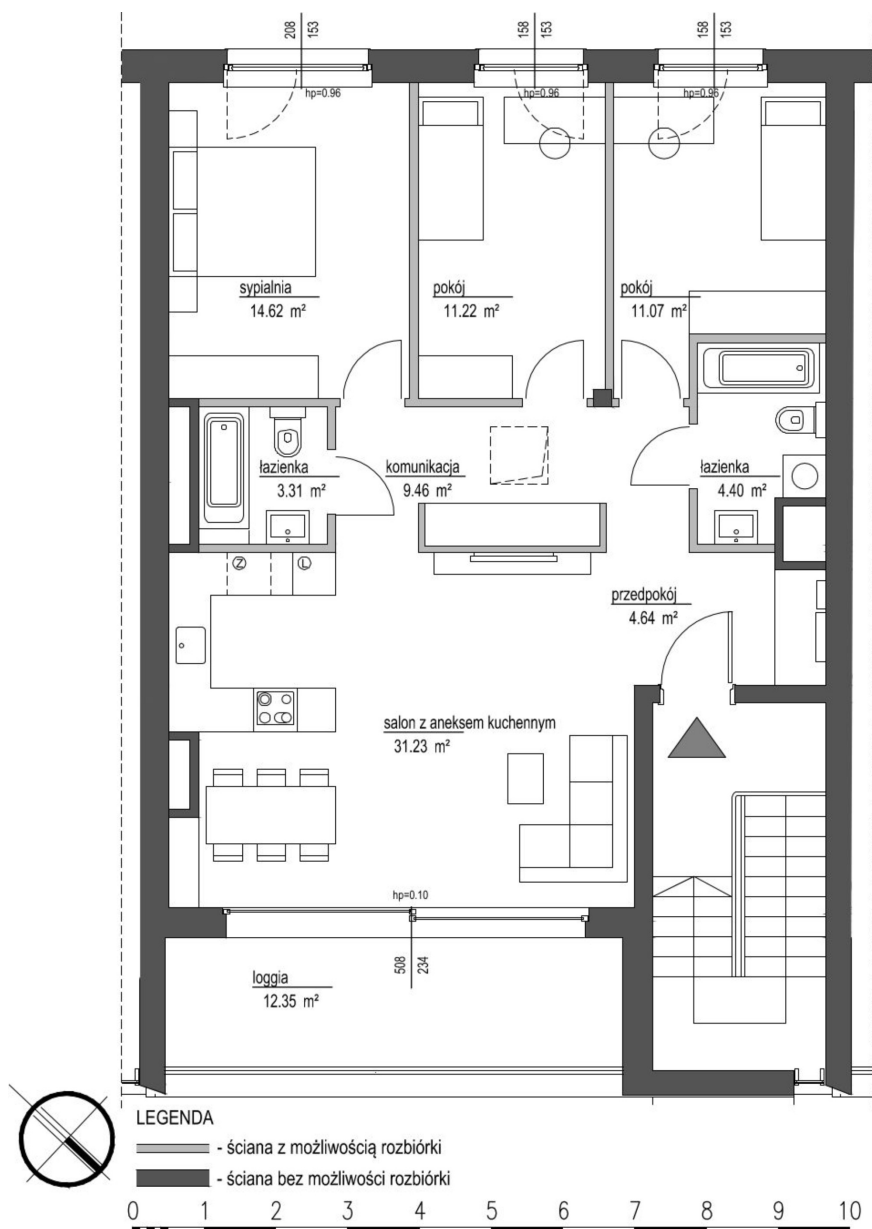 208 153
158 153
158 153
hp=0.96
hp=0.96
hp=0.96
sypialnia
14.62 m²
pokój
11.22 m²
pokój
11.07 m²
łazienka
3.31 m²
komunikacja
9.46 m²
łazienka
4.40 m²
Z
L
przedpokój
4.64 m²
salon z aneksem kuchennym
31.23 m²
hp=0.10
508 234
loggia
12.35 m²
LEGENDA
- ściana z możliwością rozbiórki
- ściana bez możliwości rozbiórki
0 1 2 3 4 5 6 7 8 9 10